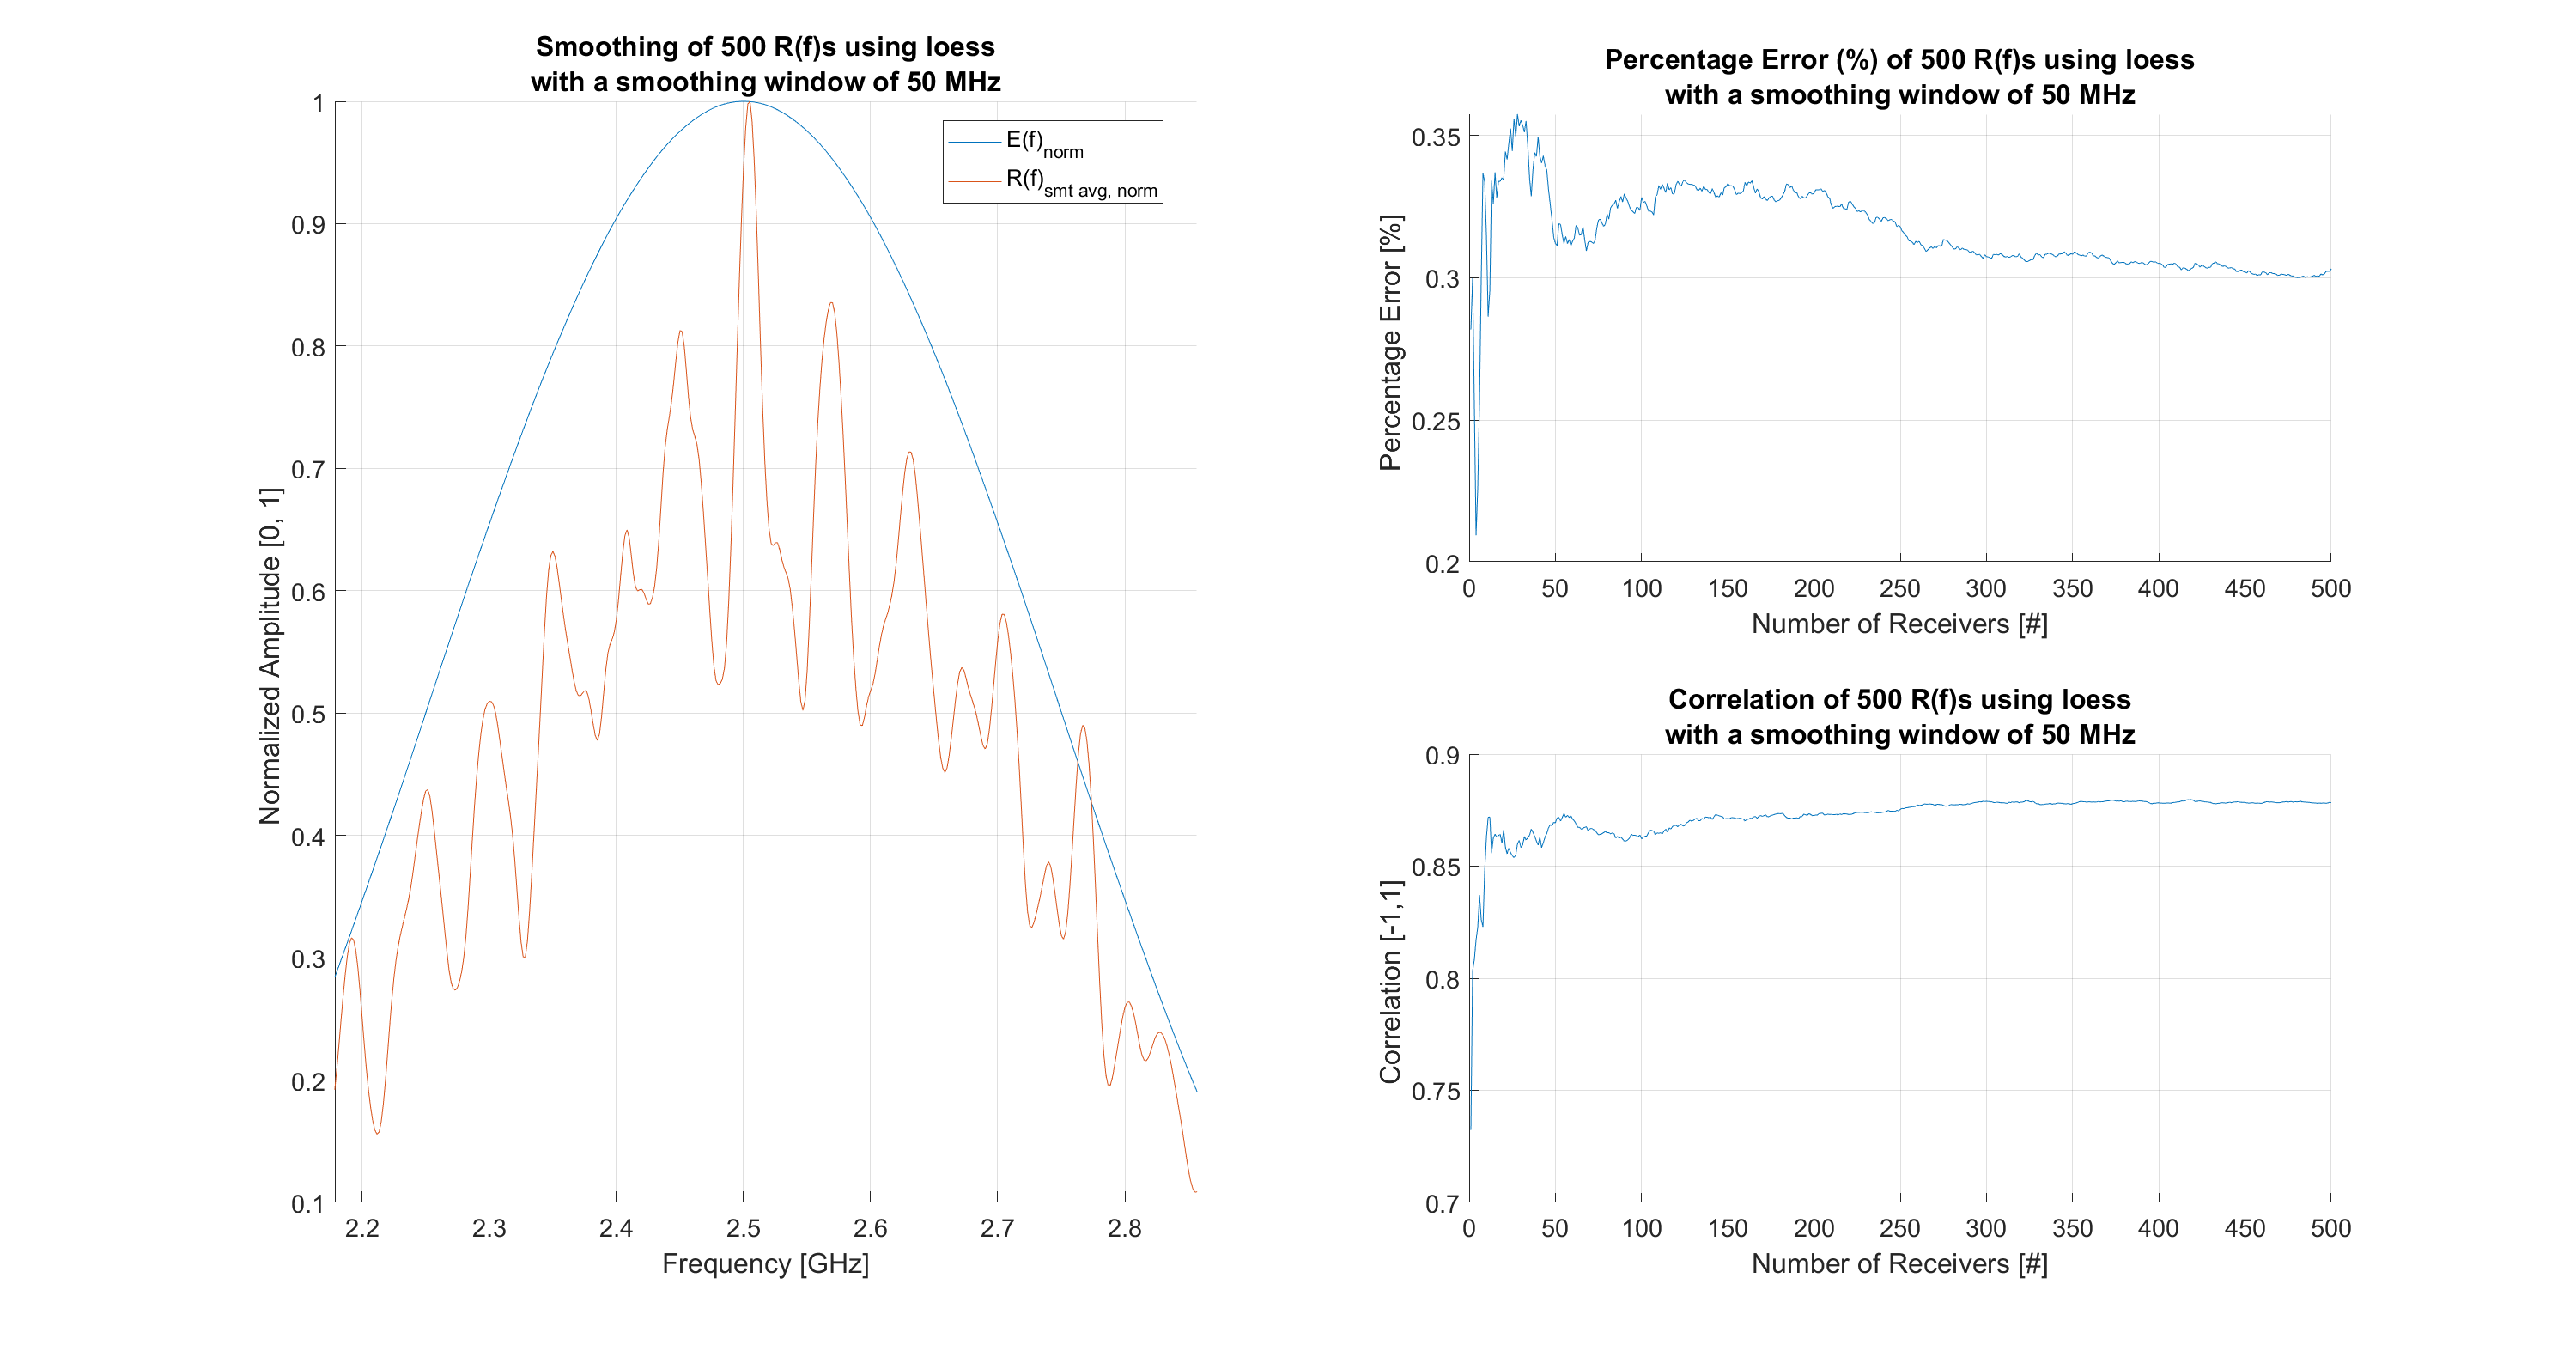 Smoothing of 500 R(f)s using loess
with a smoothing window of 50 MHz
1
0.9
0.8
0.7
0.6
0.5
0.4
0.3
0.2
0.1
Normalized Amplitude [0, 1]
E(f)norm
R(f)smt avg, norm
2.2 2.3 2.4 2.5 2.6 2.7 2.8
Frequency [GHz]
Percentage Error (%) of 500 R(f)s using loess
with a smoothing window of 50 MHz
0.35
0.3
0.25
0.2
Percentage Error [%]
0 50 100 150 200 250 300 350 400 450 500
Number of Receivers [#]
Correlation of 500 R(f)s using loess
with a smoothing window of 50 MHz
0.9
0.85
0.8
0.75
0.7
Correlation [-1,1]
0 50 100 150 200 250 300 350 400 450 500
Number of Receivers [#]